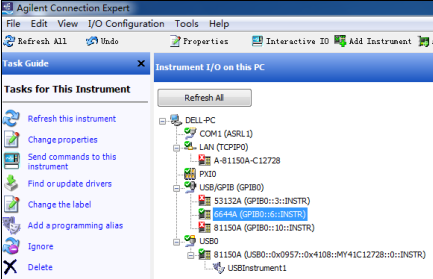 Agilent Connection Expert
File Edit View I/O Configuration Tools Help
Refresh All Undo Properties Interactive IO Add Instrument
Task Guide
Instrument I/O on this PC
Tasks for This Instrument
Refresh All
Refresh this instrument
Change properties
Send commands to this
instrument
Find or update drivers
Change the label
Add a programming alias
Ignore
Delete
DELL-PC
COM1 (ASRL1)
LAN (TCPIP0)
A-81150A-C12728
PXI0
USB/GPIB (GPIB0)
53132A (GPIB0::3::INSTR)
6644A (GPIB0::6::INSTR)
81150A (GPIB0::10::INSTR)
USB0
81150A (USB0::0x0957::0x4108::MY41C12728::0::INSTR)
USBInstrument1